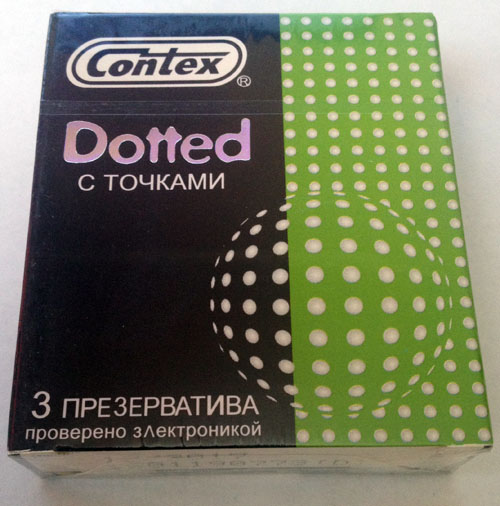 Contex
®
Dotted
С ТОЧКАМИ
3 ПРЕЗЕРВАТИВА
проверено электроникой